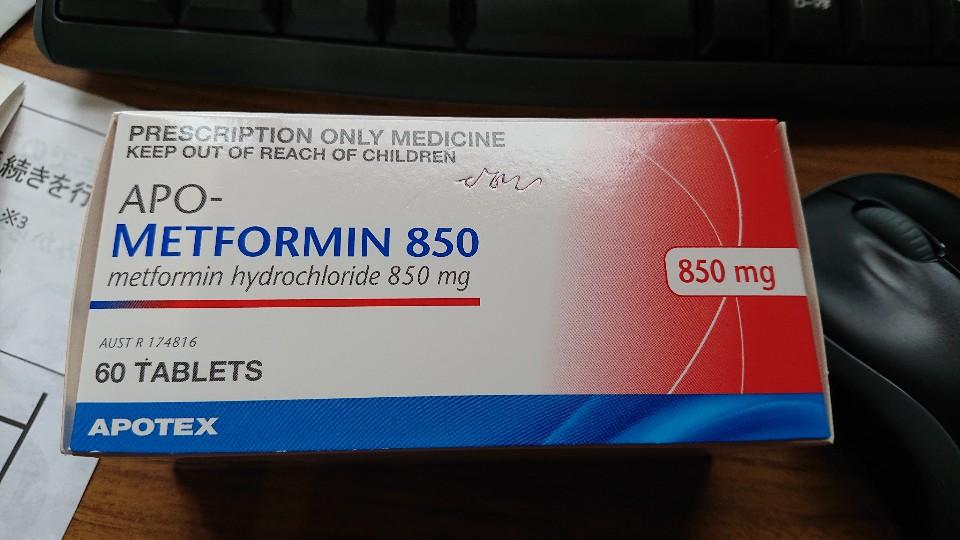 PRESCRIPTION ONLY MEDICINE
KEEP OUT OF REACH OF CHILDREN
APO-
METFORMIN 850
metformin hydrochloride 850 mg
850 mg
AUST R 174816
60 TABLETS
APOTEX
続きを行
※3